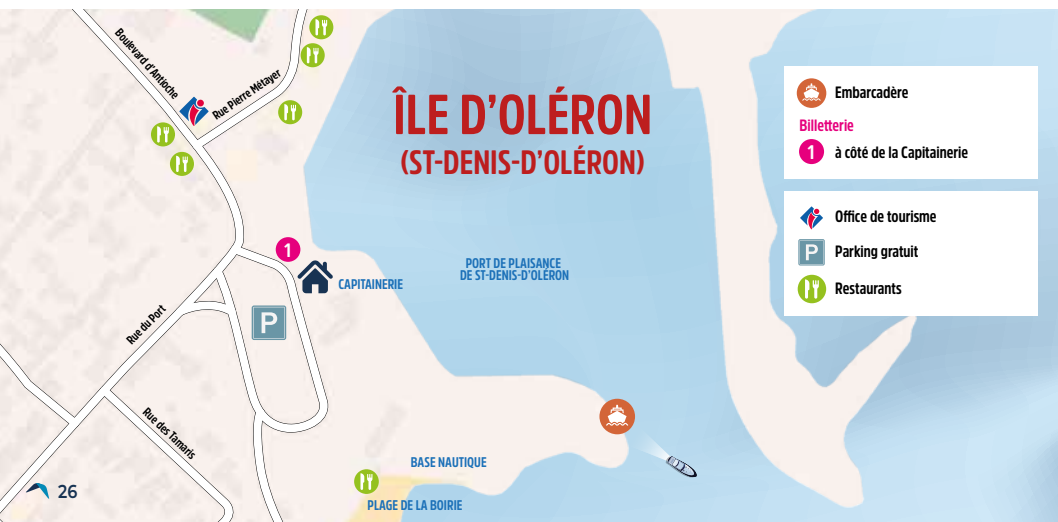 ÎLE D'OLÉRON
(ST-DENIS-D'OLÉRON)
Boulevard d'Antioche
Rue Pierre Métayer
Embarcadère
Billetterie
1 à côté de la Capitainerie
Office de tourisme
P Parking gratuit
Restaurants
1
CAPITAINERIE
PORT DE PLAISANCE
DE ST-DENIS-D'OLÉRON
P
Rue du Port
Rue des Tamaris
BASE NAUTIQUE
PLAGE DE LA BOIRIE
26